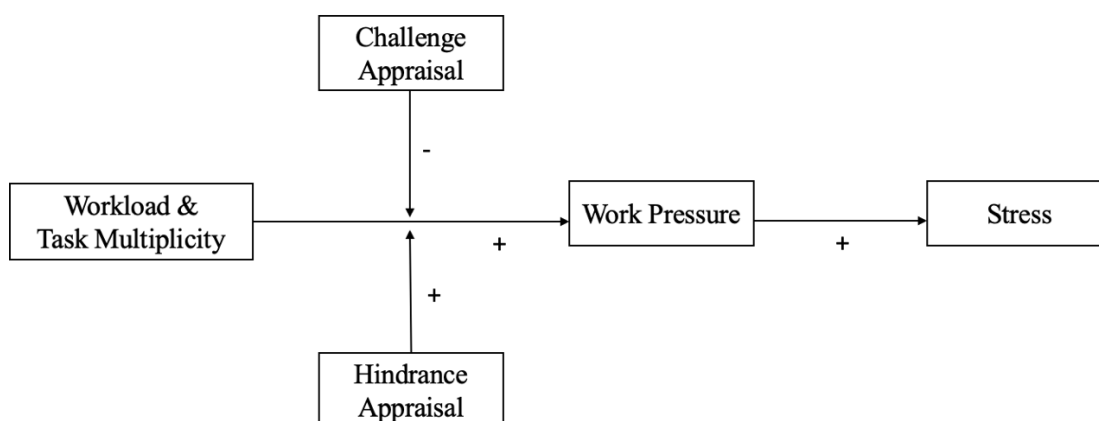 Challenge
Appraisal
-
Workload &
Task Multiplicity
Work Pressure
Stress
+
+
+
Hindrance
Appraisal